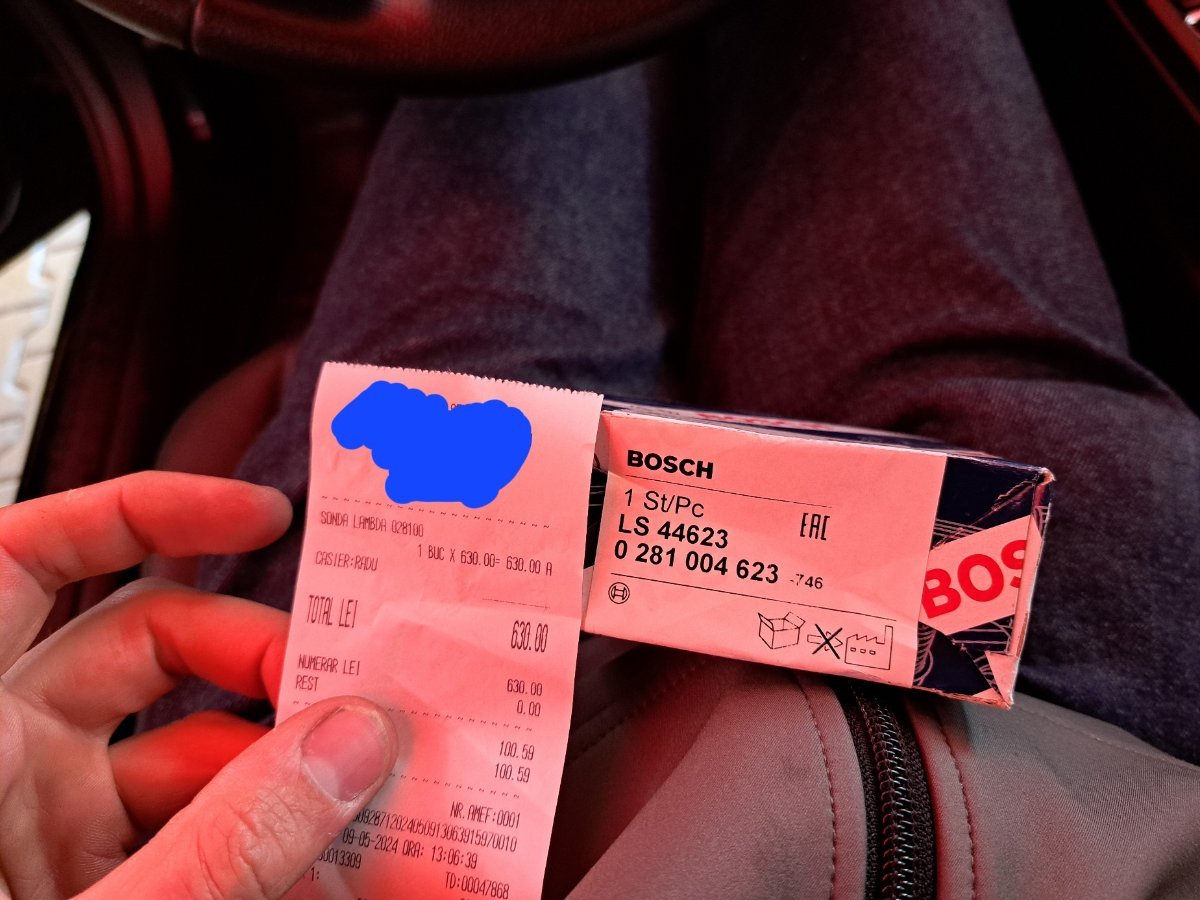 SONDA LAMBDA 028100
1 BUC X 630.00= 630.00 A
CASIER:RADU
TOTAL LEI
630.00
NUMERAR LEI
630.00
REST
0.00
100.59
100.59
NR.AMEF:0001
09-05-2024 ORA: 13:06:39
TD:00047868
BOSCH
1 St/Pc
EAC
LS 44623
0 281 004 623 -746
BOS